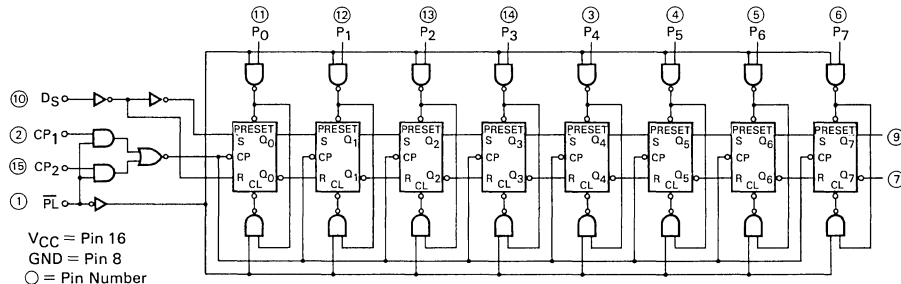 ⑪ ⑫ ⑬ ⑭ ③ ④ ⑤ ⑥
P0 P1 P2 P3 P4 P5 P6 P7
⑩ DS
② CP1
⑮ CP2
① PL
PRESET PRESET PRESET PRESET PRESET PRESET PRESET PRESET
S Q0 S Q1 S Q2 S Q3 S Q4 S Q5 S Q6 S Q7 ⑨
CP CP CP CP CP CP CP CP
R Q0 R Q1 R Q2 R Q3 R Q4 R Q5 R Q6 R Q7 ⑦
CL CL CL CL CL CL CL CL
VCC = Pin 16
GND = Pin 8
○ = Pin Number